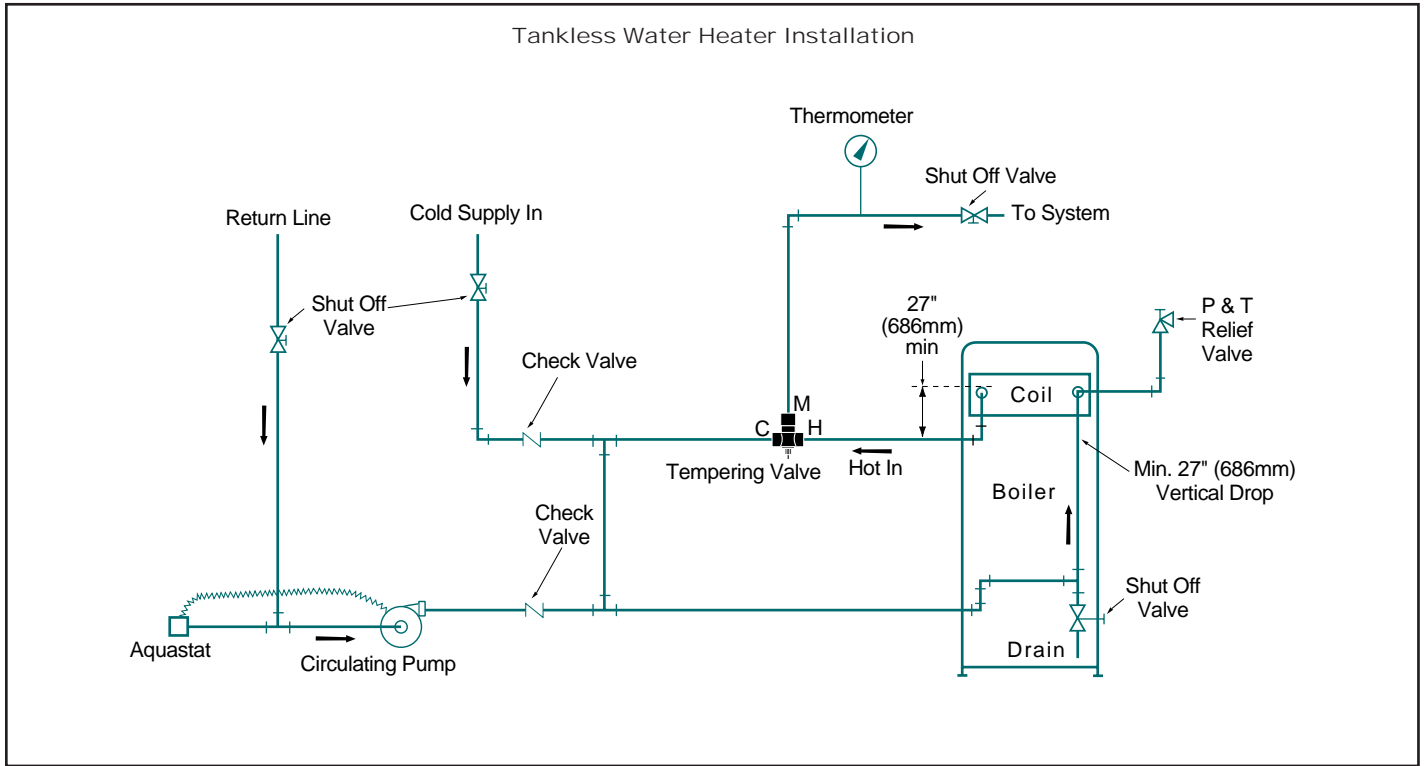 Tankless Water Heater Installation
Thermometer
Shut Off Valve
To System
Return Line
Cold Supply In
Shut Off
Valve
27"
(686mm)
min
P & T
Relief
Valve
Check Valve
Coil
M
C
H
Tempering Valve
Hot In
Min. 27" (686mm)
Vertical Drop
Boiler
Check
Valve
Shut Off
Valve
Aquastat
Circulating Pump
Drain